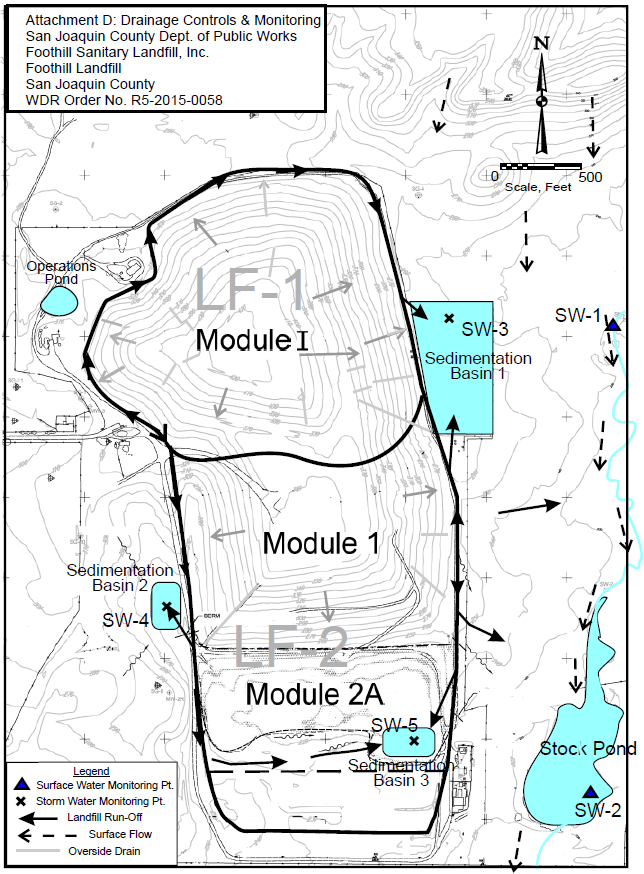 Attachment D: Drainage Controls & Monitoring
San Joaquin County Dept. of Public Works
Foothill Sanitary Landfill, Inc.
Foothill Landfill
San Joaquin County
WDR Order No. R5-2015-0058
N
0 500
Scale, Feet
Operations
Pond
LF-1
Module I
SW-1
SW-3
Sedimentation
Basin 1
Module 1
Sedimentation
Basin 2
SW-4
BERM
LF-2
Module 2A
SW-5
Sedimentation
Basin 3
Stock Pond
SW-2
Legend
Surface Water Monitoring Pt.
Storm Water Monitoring Pt.
Landfill Run-Off
Surface Flow
Overside Drain